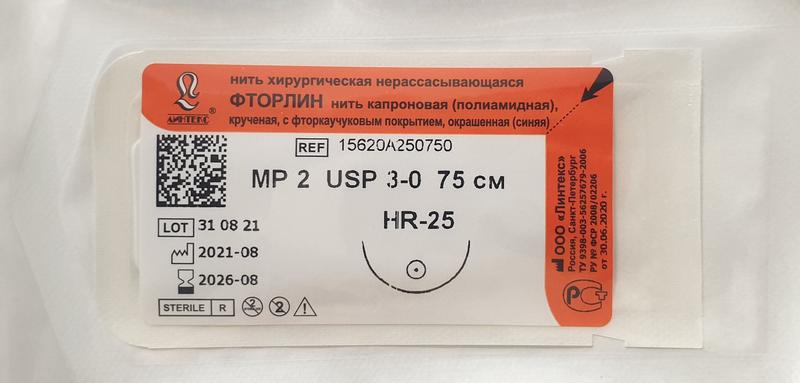 нить хирургическая нерассасывающаяся
ФТОРЛИН нить капроновая (полиамидная),
крученая, с фторкаучуковым покрытием, окрашенная (синяя)
ЛИНТЕКС®
REF 15620A250750
MP 2 USP 3-0 75 см
HR-25
LOT 31 08 21
2021-08
2026-08
STERILE R
2
2
ООО «Линтекс»
Россия, Санкт-Петербург
ТУ 9398-003-56257679-2006
РУ № ФСР 2008/02206
от 30.06.2020 г.